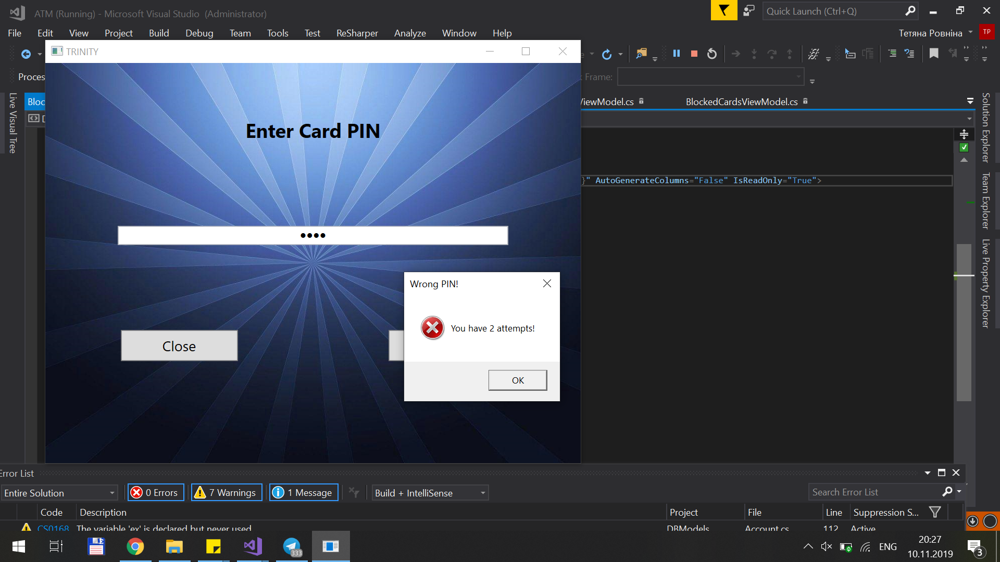 ATM (Running) - Microsoft Visual Studio (Administrator)
Quick Launch (Ctrl+Q)
File Edit View Project Build Debug Team Tools Test ReSharper Analyze Window Help
Тетяна Ровніна TP
TRINITY
Proces
Frame:
Live Visual Tree
Bloc
ViewModel.cs
BlockedCardsViewModel.cs
Solution Explorer
Team Explorer
Live Property Explorer
Enter Card PIN
}" AutoGenerateColumns="False" IsReadOnly="True">
••••
Wrong PIN!
You have 2 attempts!
OK
Close
Error List
Entire Solution
0 Errors
7 Warnings
1 Message
Build + IntelliSense
Search Error List
Code Description Project File Line Suppression S...
CS0168 The variable 'ex' is declared but never used DBModels Account.cs 112 Active
333
ENG
20:27
10.11.2019
3